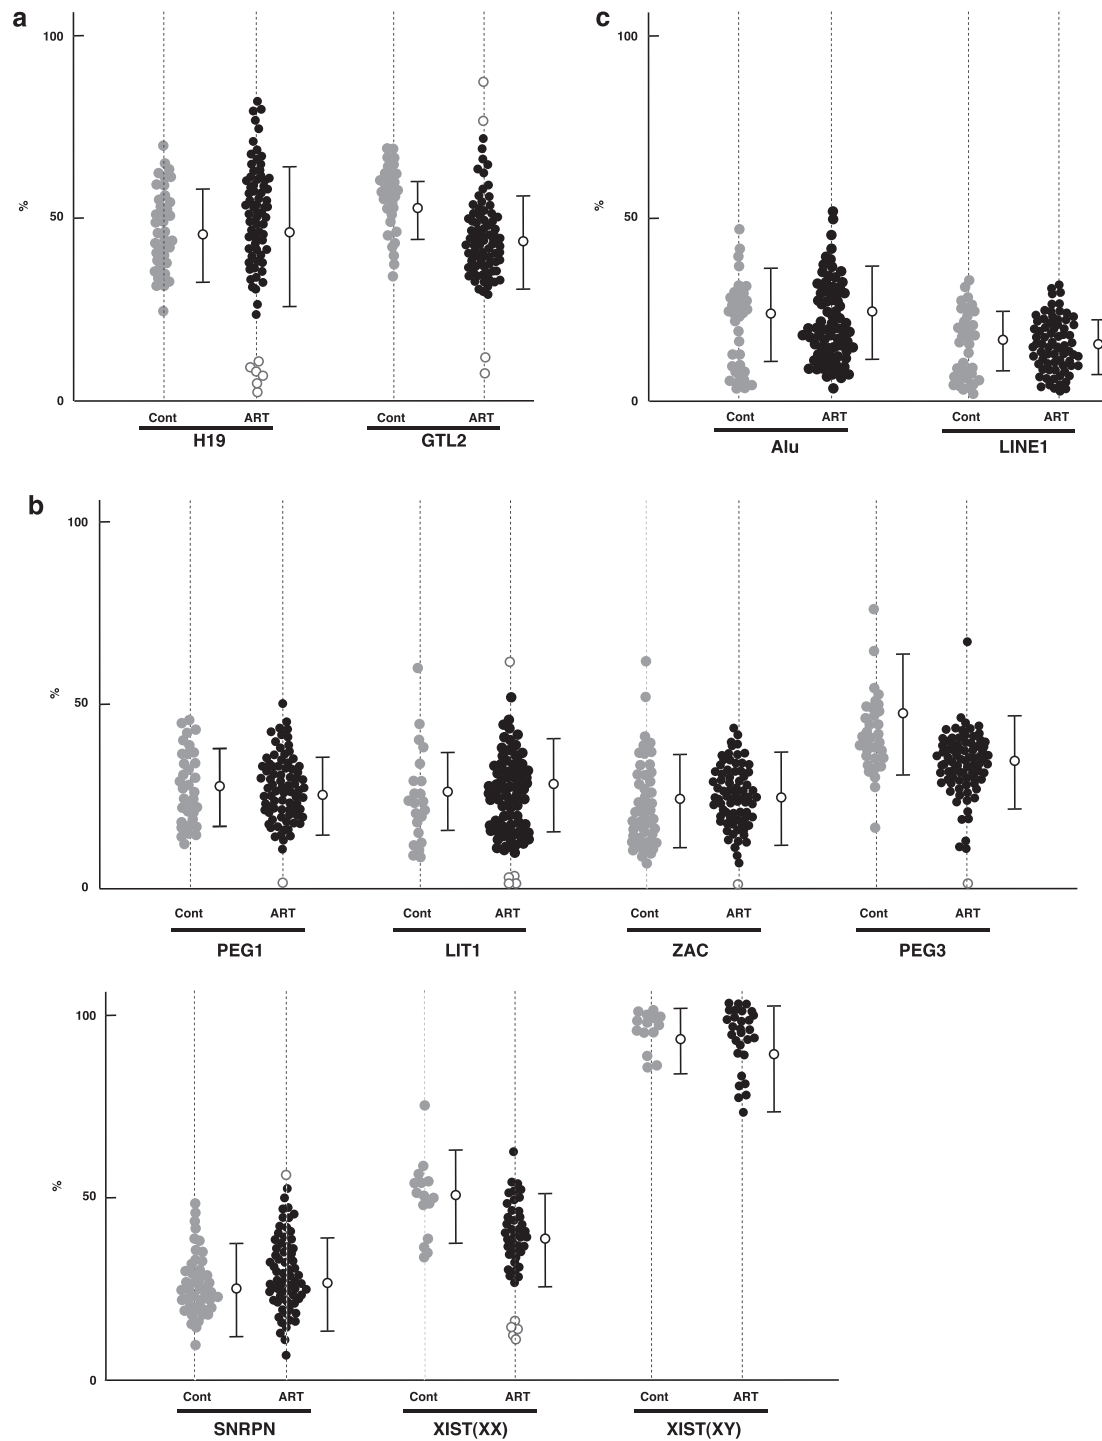 a
100
50
0
%
Cont ART Cont ART
H19 GTL2
c
100
50
0
%
Cont ART Cont ART
Alu LINE1
b
100
50
0
%
Cont ART Cont ART Cont ART Cont ART
PEG1 LIT1 ZAC PEG3
100
50
0
%
Cont ART Cont ART Cont ART
SNRPN XIST(XX) XIST(XY)